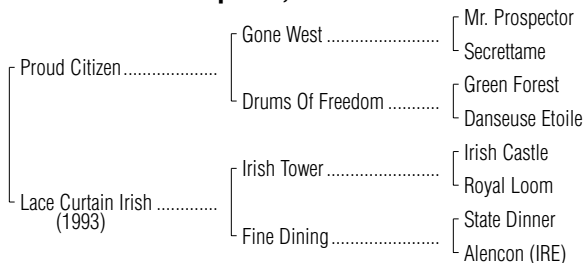 Mr. Prospector
Gone West
Secrettame
Proud Citizen
Green Forest
Drums Of Freedom
Danseuse Etoile
Irish Castle
Irish Tower
Royal Loom
Lace Curtain Irish
(1993)
State Dinner
Fine Dining
Alencon (IRE)